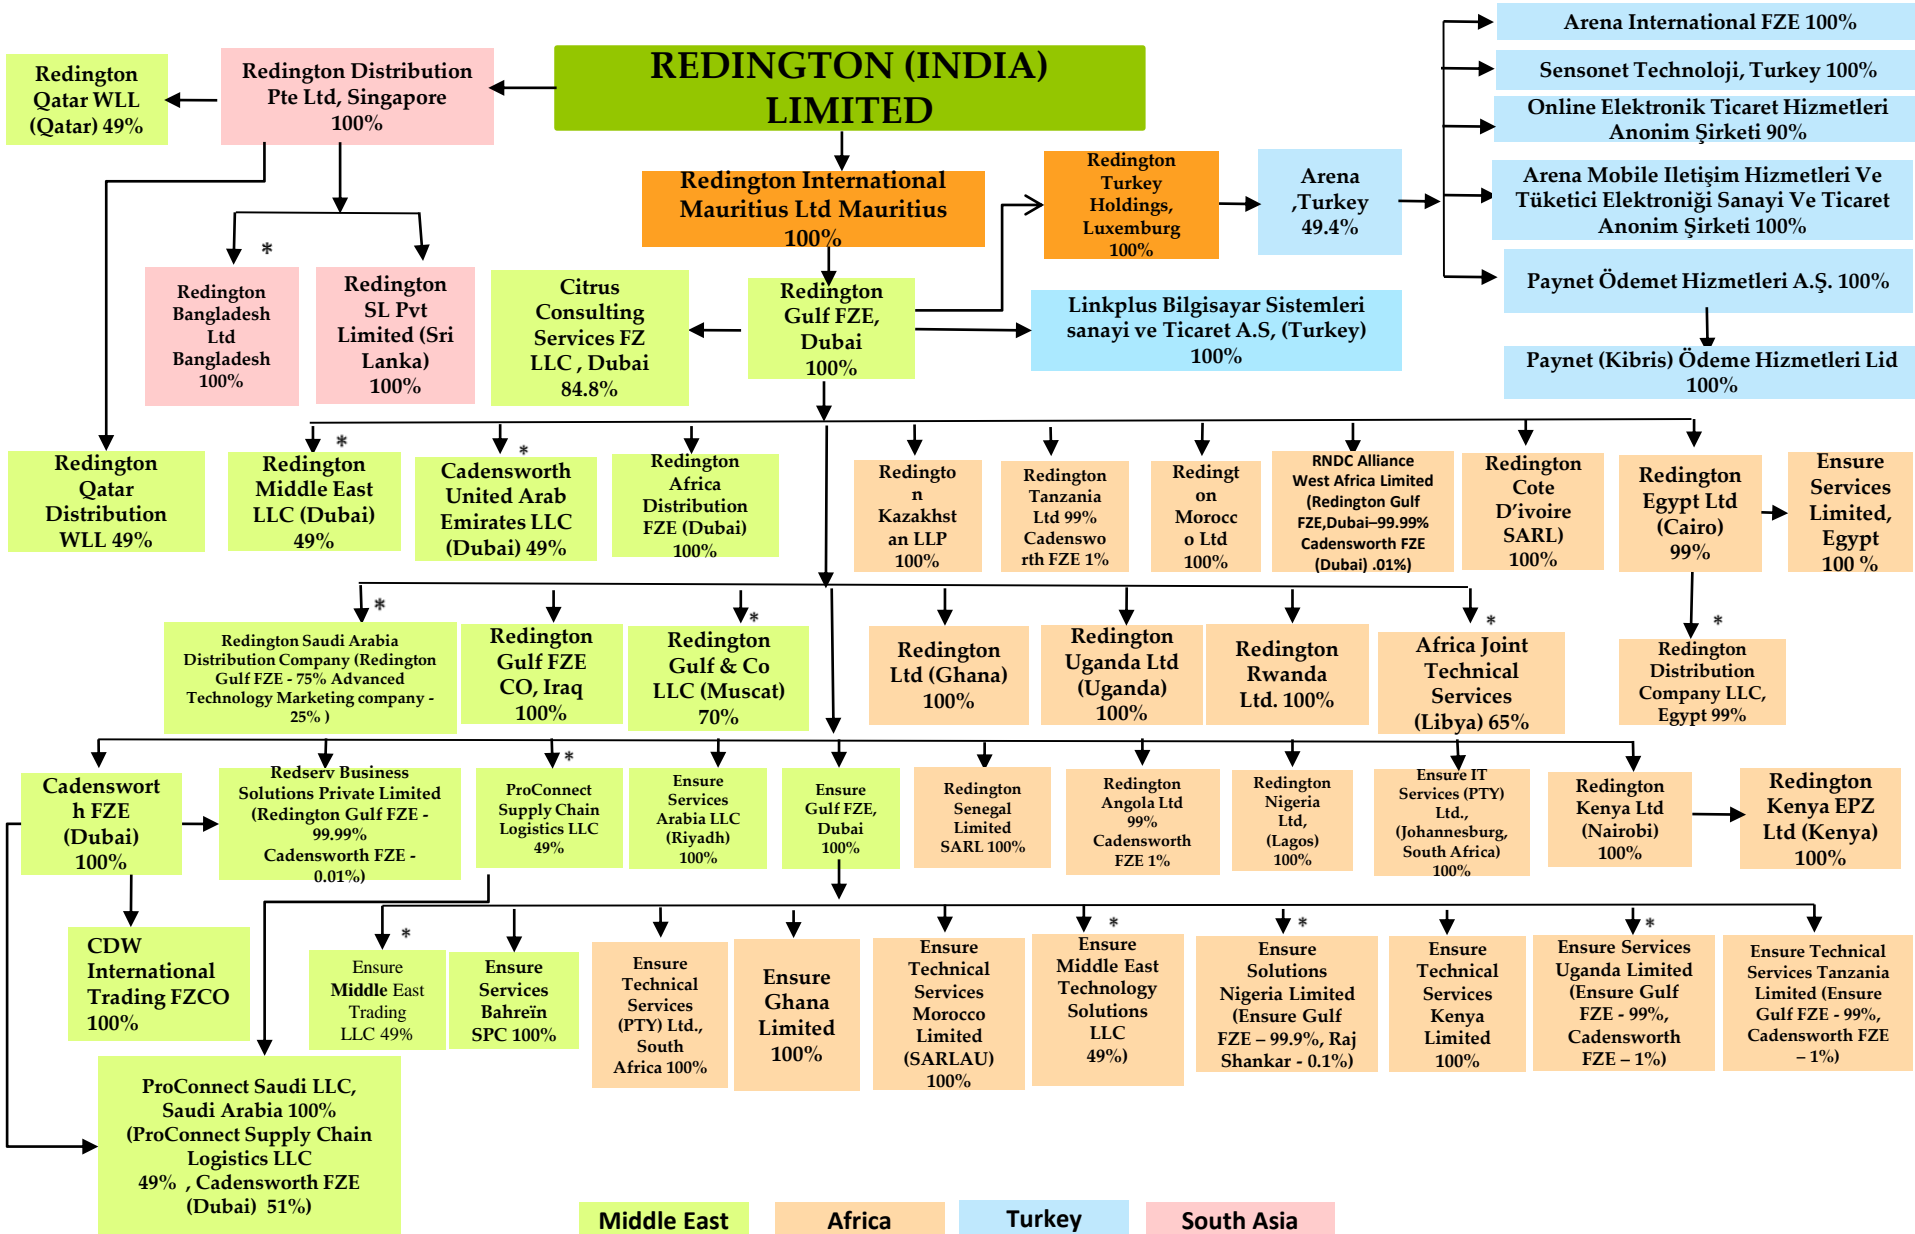 REDINGTON (INDIA)
LIMITED
Redington
Qatar WLL
(Qatar) 49%
Redington Distribution
Pte Ltd, Singapore
100%
Arena International FZE 100%
Sensonet Technoloji, Turkey 100%
Online Elektronik Ticaret Hizmetleri
Anonim Şirketi 90%
Arena Mobile Iletişim Hizmetleri Ve
Tüketici Elektroniği Sanayi Ve Ticaret
Anonim Şirketi 100%
Paynet Ödemet Hizmetleri A.Ş. 100%
Paynet (Kibris) Ödeme Hizmetleri Lid
100%
Redington International
Mauritius Ltd Mauritius
100%
Redington
Turkey
Holdings,
Luxemburg
100%
Arena
,Turkey
49.4%
*
Redington
Bangladesh
Ltd
Bangladesh
100%
Redington
SL Pvt
Limited (Sri
Lanka)
100%
Citrus
Consulting
Services FZ
LLC , Dubai
84.8%
Redington
Gulf FZE,
Dubai
100%
Linkplus Bilgisayar Sistemleri
sanayi ve Ticaret A.S, (Turkey)
100%
Redington
Qatar
Distribution
WLL 49%
*
Redington
Middle East
LLC (Dubai)
49%
*
Cadensworth
United Arab
Emirates LLC
(Dubai) 49%
Redington
Africa
Distribution
FZE (Dubai)
100%
Redingto
n
Kazakhst
an LLP
100%
Redington
Tanzania
Ltd 99%
Cadenswo
rth FZE 1%
Redingt
on
Morocc
o Ltd
100%
RNDC Alliance
West Africa Limited
(Redington Gulf
FZE,Dubai–99.99%
Cadensworth FZE
(Dubai) .01%)
Redington
Cote
D’ivoire
SARL)
100%
Redington
Egypt Ltd
(Cairo)
99%
Ensure
Services
Limited,
Egypt
100 %
*
Redington Saudi Arabia
Distribution Company (Redington
Gulf FZE - 75% Advanced
Technology Marketing company -
25% )
Redington
Gulf FZE
CO, Iraq
100%
*
Redington
Gulf & Co
LLC (Muscat)
70%
Redington
Ltd (Ghana)
100%
Redington
Uganda Ltd
(Uganda)
100%
Redington
Rwanda
Ltd. 100%
*
Africa Joint
Technical
Services
(Libya) 65%
*
Redington
Distribution
Company LLC,
Egypt 99%
Cadenswort
h FZE
(Dubai)
100%
Redserv Business
Solutions Private Limited
(Redington Gulf FZE -
99.99%
Cadensworth FZE -
0.01%)
*
ProConnect
Supply Chain
Logistics LLC
49%
Ensure
Services
Arabia LLC
(Riyadh)
100%
Ensure
Gulf FZE,
Dubai
100%
Redington
Senegal
Limited
SARL 100%
Redington
Angola Ltd
99%
Cadensworth
FZE 1%
Redington
Nigeria
Ltd,
(Lagos)
100%
Ensure IT
Services (PTY)
Ltd.,
(Johannesburg,
South Africa)
100%
Redington
Kenya Ltd
(Nairobi)
100%
Redington
Kenya EPZ
Ltd (Kenya)
100%
CDW
International
Trading FZCO
100%
*
Ensure
Middle East
Trading
LLC 49%
Ensure
Services
Bahreïn
SPC 100%
Ensure
Technical
Services
(PTY) Ltd.,
South
Africa 100%
Ensure
Ghana
Limited
100%
Ensure
Technical
Services
Morocco
Limited
(SARLAU)
100%
*
Ensure
Middle East
Technology
Solutions
LLC
49%)
*
Ensure
Solutions
Nigeria Limited
(Ensure Gulf
FZE – 99.9%, Raj
Shankar - 0.1%)
Ensure
Technical
Services
Kenya
Limited
100%
*
Ensure Services
Uganda Limited
(Ensure Gulf
FZE - 99%,
Cadensworth
FZE – 1%)
Ensure Technical
Services Tanzania
Limited (Ensure
Gulf FZE - 99%,
Cadensworth FZE
– 1%)
ProConnect Saudi LLC,
Saudi Arabia 100%
(ProConnect Supply Chain
Logistics LLC
49% , Cadensworth FZE
(Dubai) 51%)
Middle East
Africa
Turkey
South Asia